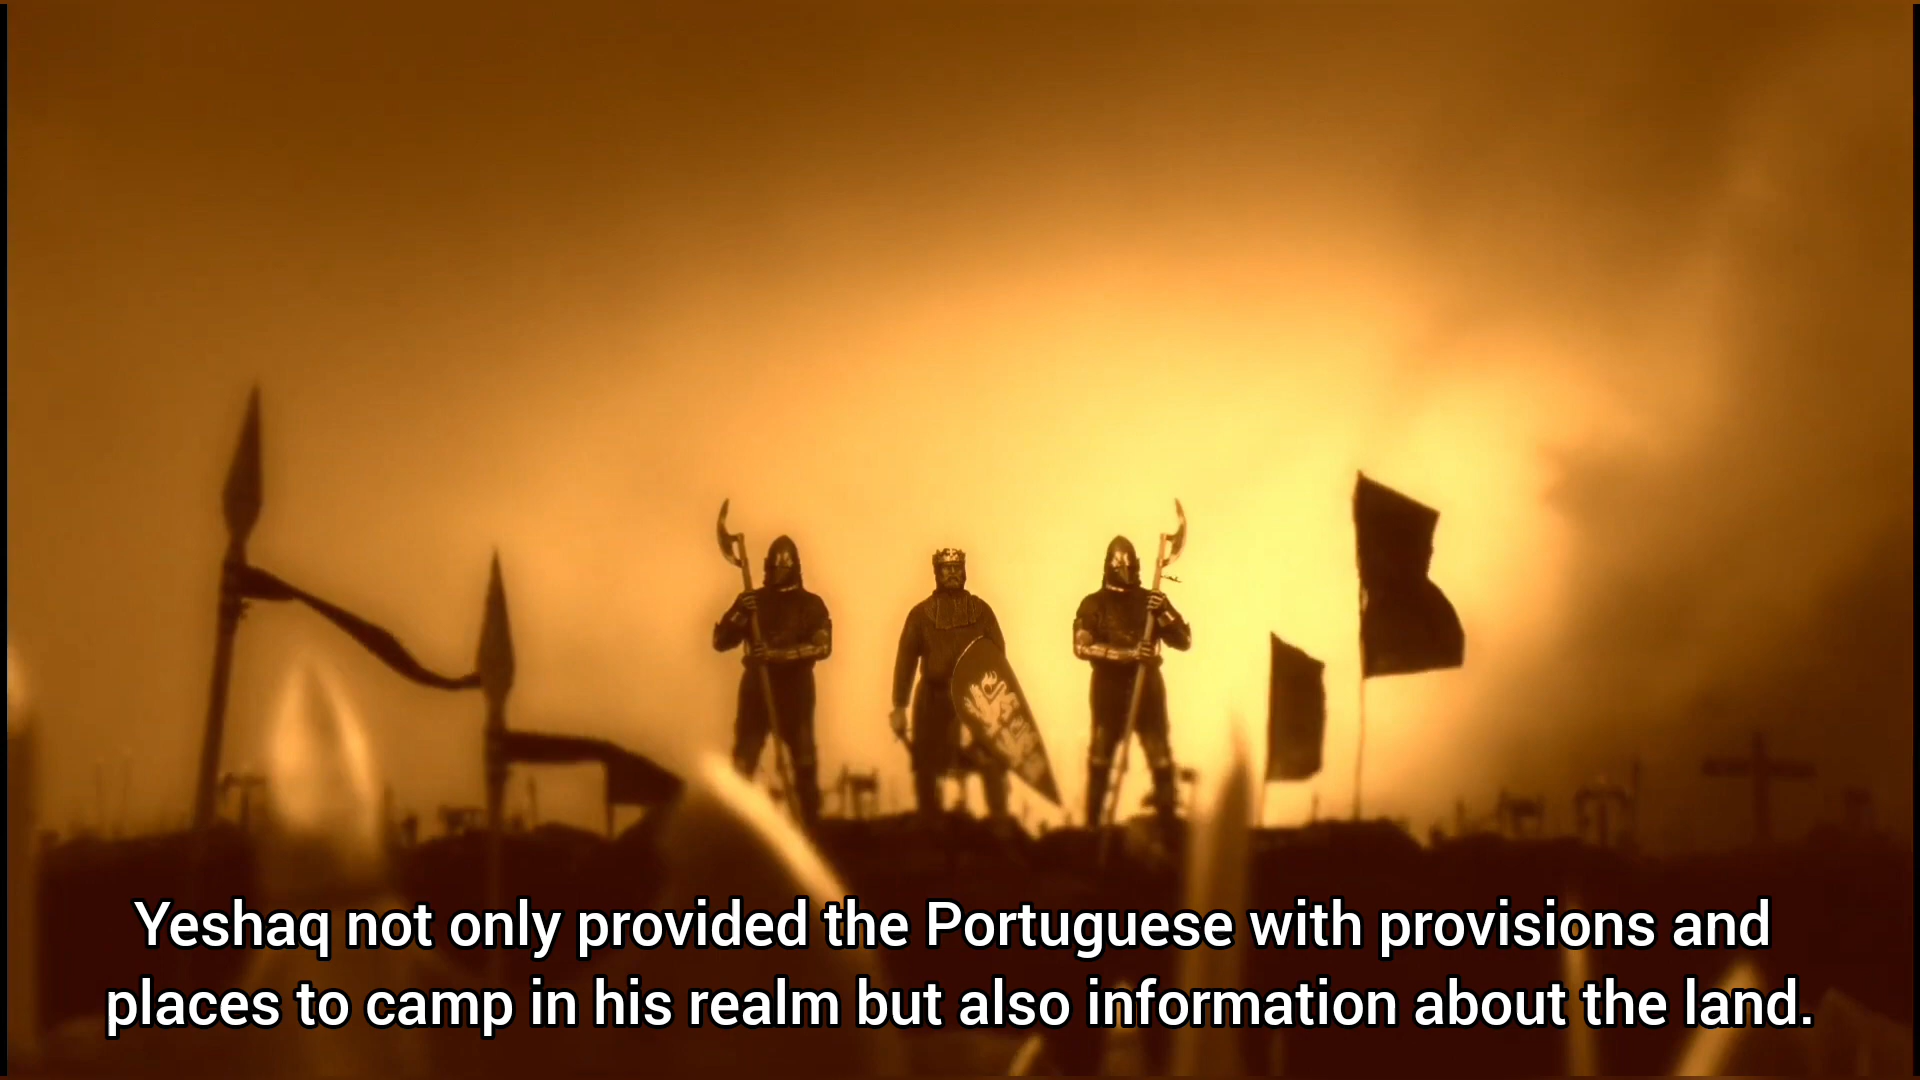 Yeshaq not only provided the Portuguese with provisions and
places to camp in his realm but also information about the land.